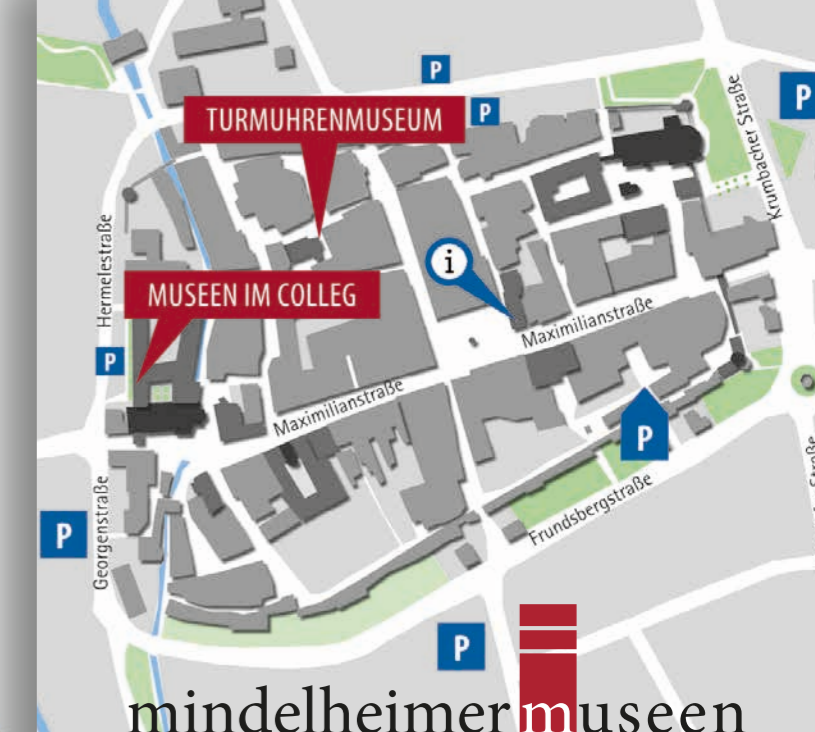 P
P
P
TURMUHRENMUSEUM
Krumbacher Straße
Hermelestraße
i
MUSEEN IM COLLEG
Maximilianstraße
P
Maximilianstraße
P
Straße
Georgenstraße
Frundsbergstraße
P
P
mindelheimer museen